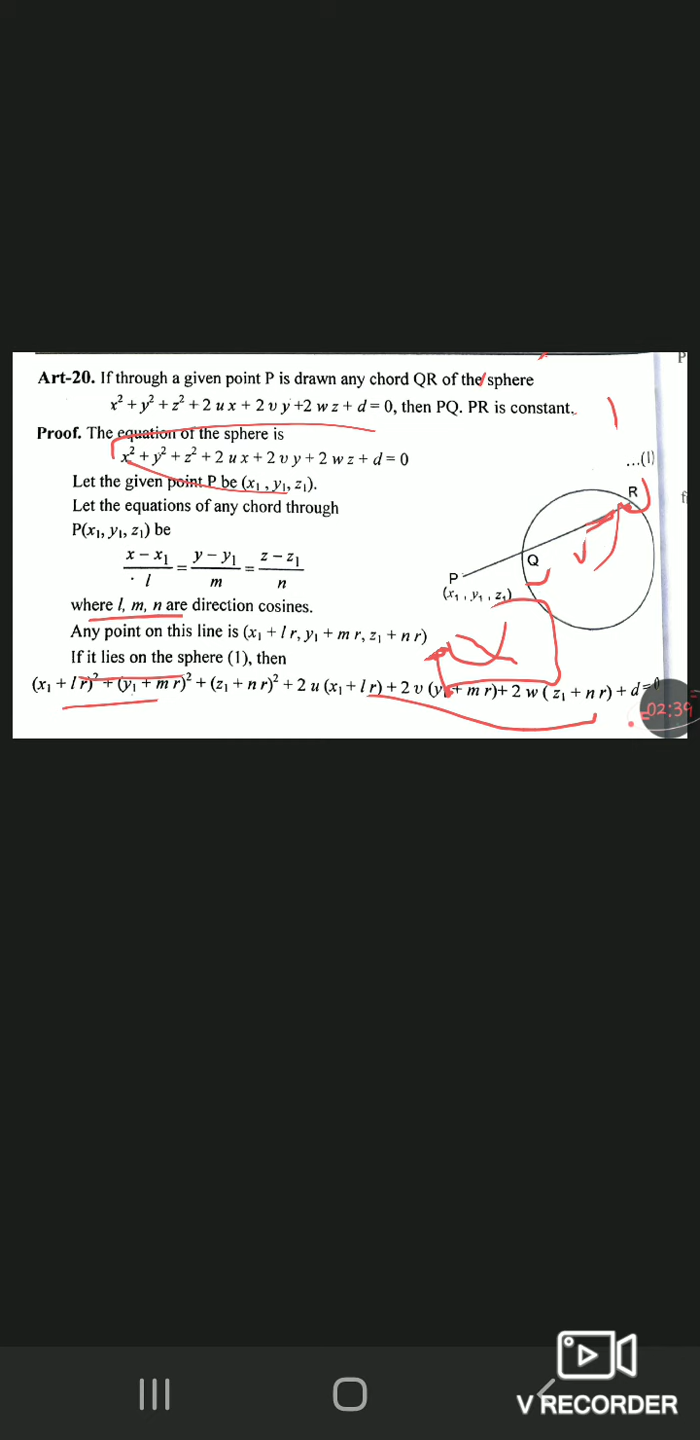 Art-20. If through a given point P is drawn any chord QR of the sphere
x² + y² + z² + 2 u x + 2 v y +2 w z + d = 0, then PQ. PR is constant.
Proof. The equation of the sphere is
x² + y² + z² + 2 u x + 2 v y + 2 w z + d = 0 ...(1)
Let the given point P be (x₁ , y₁, z₁).
Let the equations of any chord through
P(x₁, y₁, z₁) be
x − x₁ / l = y − y₁ / m = z − z₁ / n
where l, m, n are direction cosines.
Any point on this line is (x₁ + l r, y₁ + m r, z₁ + n r)
If it lies on the sphere (1), then
(x₁ + l r)² + (y₁ + m r)² + (z₁ + n r)² + 2 u (x₁ + l r) + 2 v (y₁ + m r)+ 2 w ( z₁ + n r) + d = 0
R
Q
P
(x₁ , y₁ , z₁)
02:39
V RECORDER